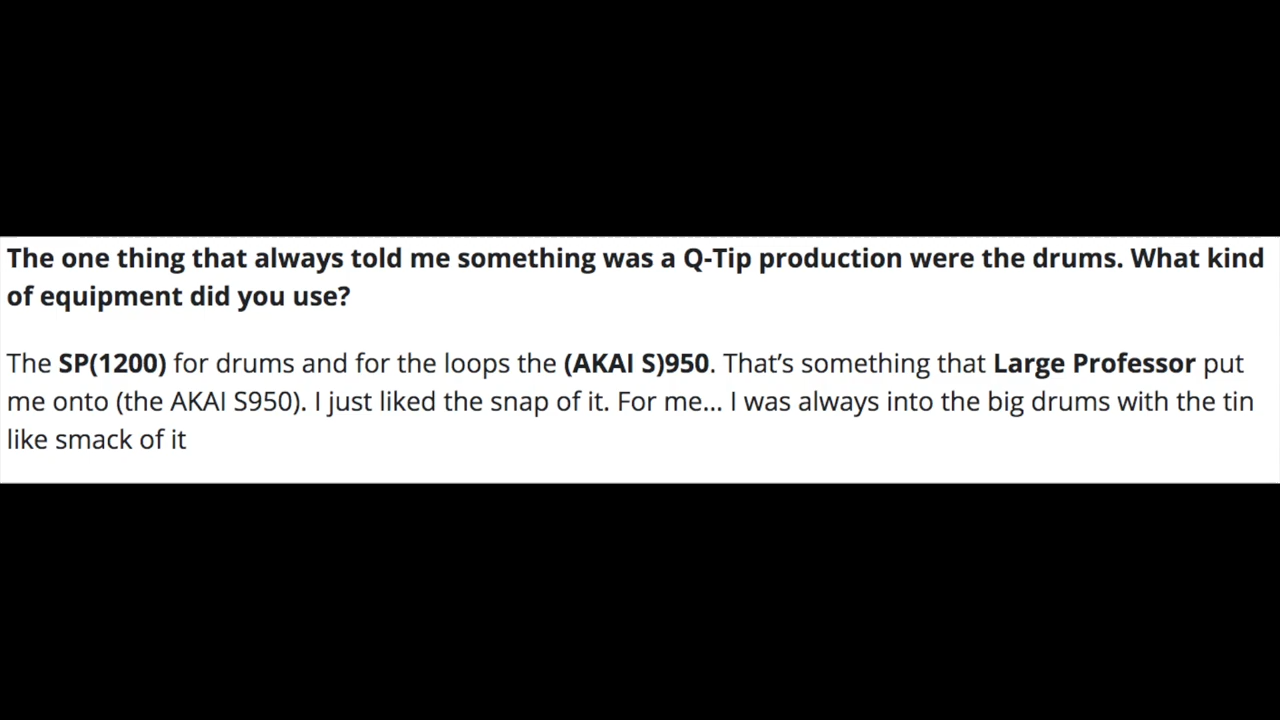 The one thing that always told me something was a Q-Tip production were the drums. What kind
of equipment did you use?
The SP(1200) for drums and for the loops the (AKAI S)950. That’s something that Large Professor put
me onto (the AKAI S950). I just liked the snap of it. For me… I was always into the big drums with the tin
like smack of it